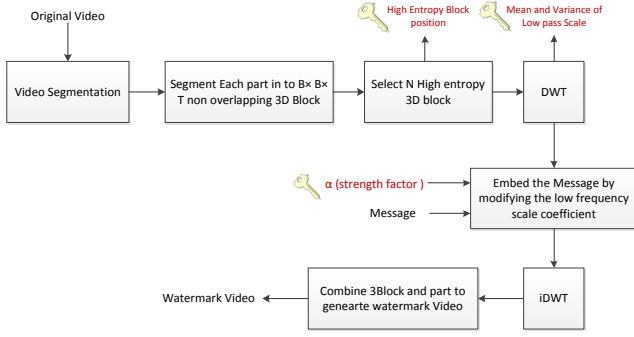 Original Video
High Entropy Block
position
Mean and Variance of
Low pass Scale
Video Segmentation
Segment Each part in to B× B×
T non overlapping 3D Block
Select N High entropy
3D block
DWT
α (strength factor )
Message
Embed the Message by
modifying the low frequency
scale coefficient
Watermark Video
Combine 3Block and part to
genearte watermark Video
iDWT